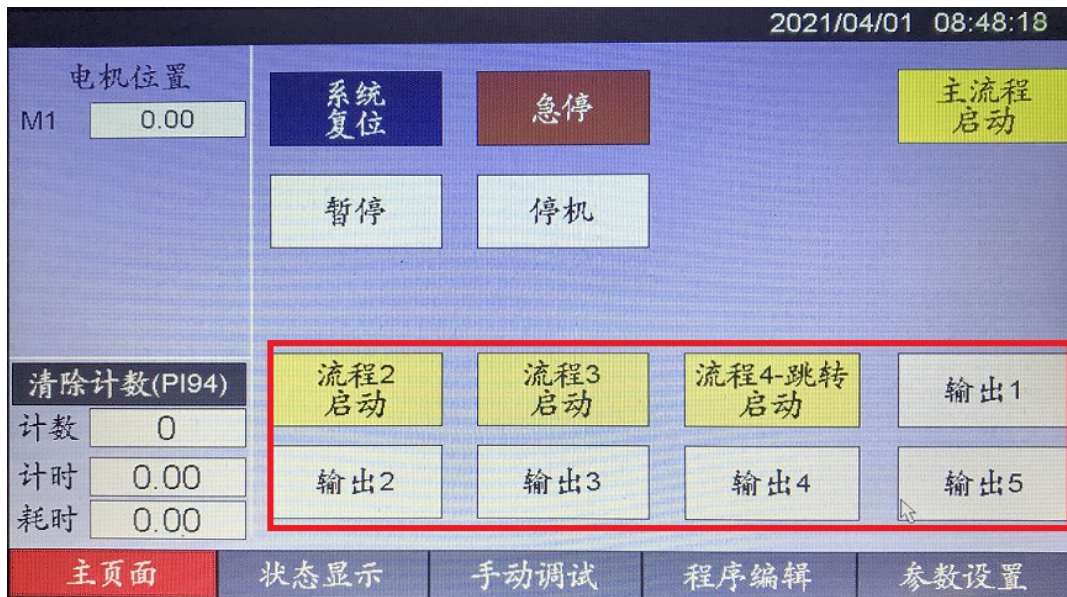 2021/04/01 08:48:18
电机位置
M1 0.00
系统
复位
急停
主流程
启动
暂停
停机
清除计数(PI94)
计数 0
计时 0.00
耗时 0.00
流程2
启动
流程3
启动
流程4-跳转
启动
输出1
输出2
输出3
输出4
输出5
主页面
状态显示
手动调试
程序编辑
参数设置